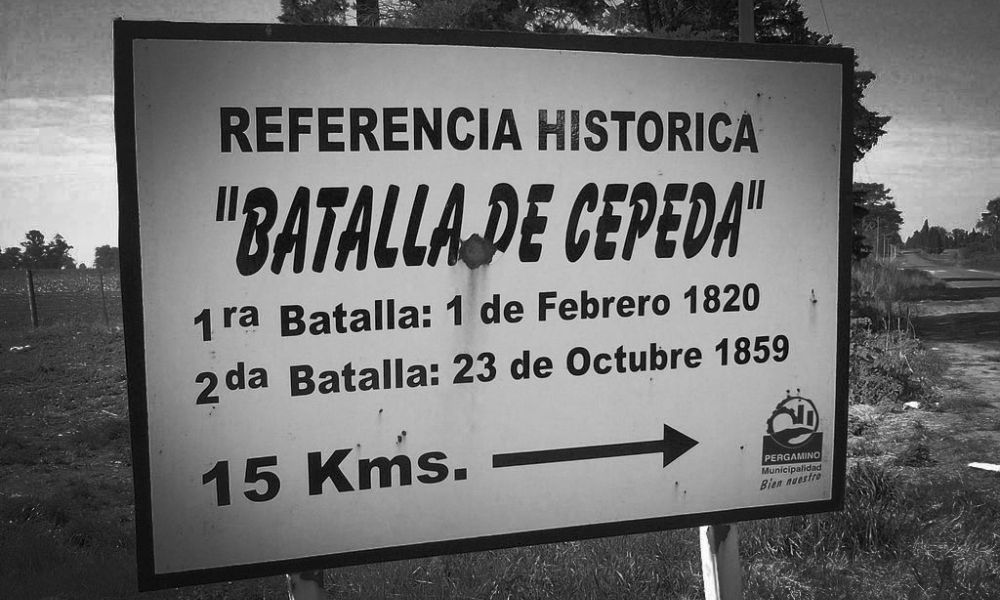 REFERENCIA HISTORICA
"BATALLA DE CEPEDA"
1ra Batalla: 1 de Febrero 1820
2da Batalla: 23 de Octubre 1859
15 Kms.
PERGAMINO
Municipalidad
Bien nuestro